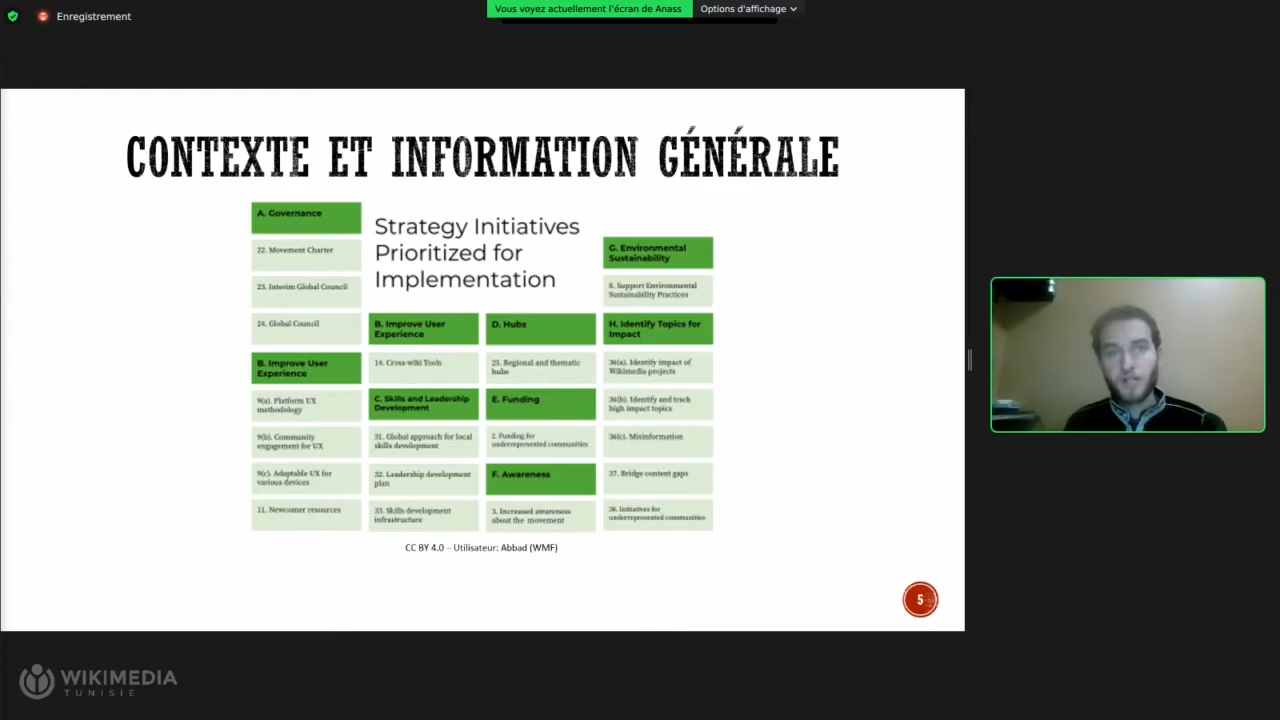 Enregistrement
Vous voyez actuellement l'écran de Anass
Options d'affichage
CONTEXTE ET INFORMATION GÉNÉRALE
Strategy Initiatives
Prioritized for
Implementation
A. Governance
22. Movement Charter
23. Interim Global Council
24. Global Council
B. Improve User
Experience
9(a). Platform UX
methodology
9(b). Community
engagement for UX
9(c). Adaptable UX for
various devices
11. Newcomer resources
B. Improve User
Experience
14. Cross-wiki Tools
C. Skills and Leadership
Development
31. Global approach for local
skills development
32. Leadership development
plan
33. Skills development
infrastructure
D. Hubs
25. Regional and thematic
hubs
E. Funding
2. Funding for
underrepresented communities
F. Awareness
3. Increased awareness
about the movement
G. Environmental
Sustainability
8. Support Environmental
Sustainability Practices
H. Identify Topics for
Impact
36(a). Identify impact of
Wikimedia projects
36(b). Identify and track
high impact topics
36(c). Misinformation
37. Bridge content gaps
38. Initiatives for
underrepresented communities
CC BY 4.0 – Utilisateur: Abbad (WMF)
5
WIKIMEDIA
TUNISIE